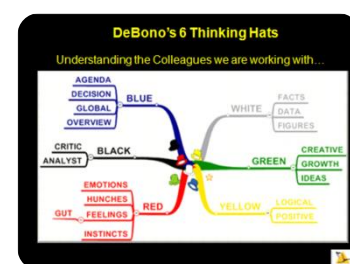 DeBono's 6 Thinking Hats
Understanding the Colleagues we are working with…
AGENDA
DECISION
GLOBAL
OVERVIEW
BLUE
CRITIC
ANALYST
BLACK
EMOTIONS
HUNCHES
GUT
FEELINGS
INSTINCTS
RED
WHITE
FACTS
DATA
FIGURES
GREEN
CREATIVE
GROWTH
IDEAS
YELLOW
LOGICAL
POSITIVE